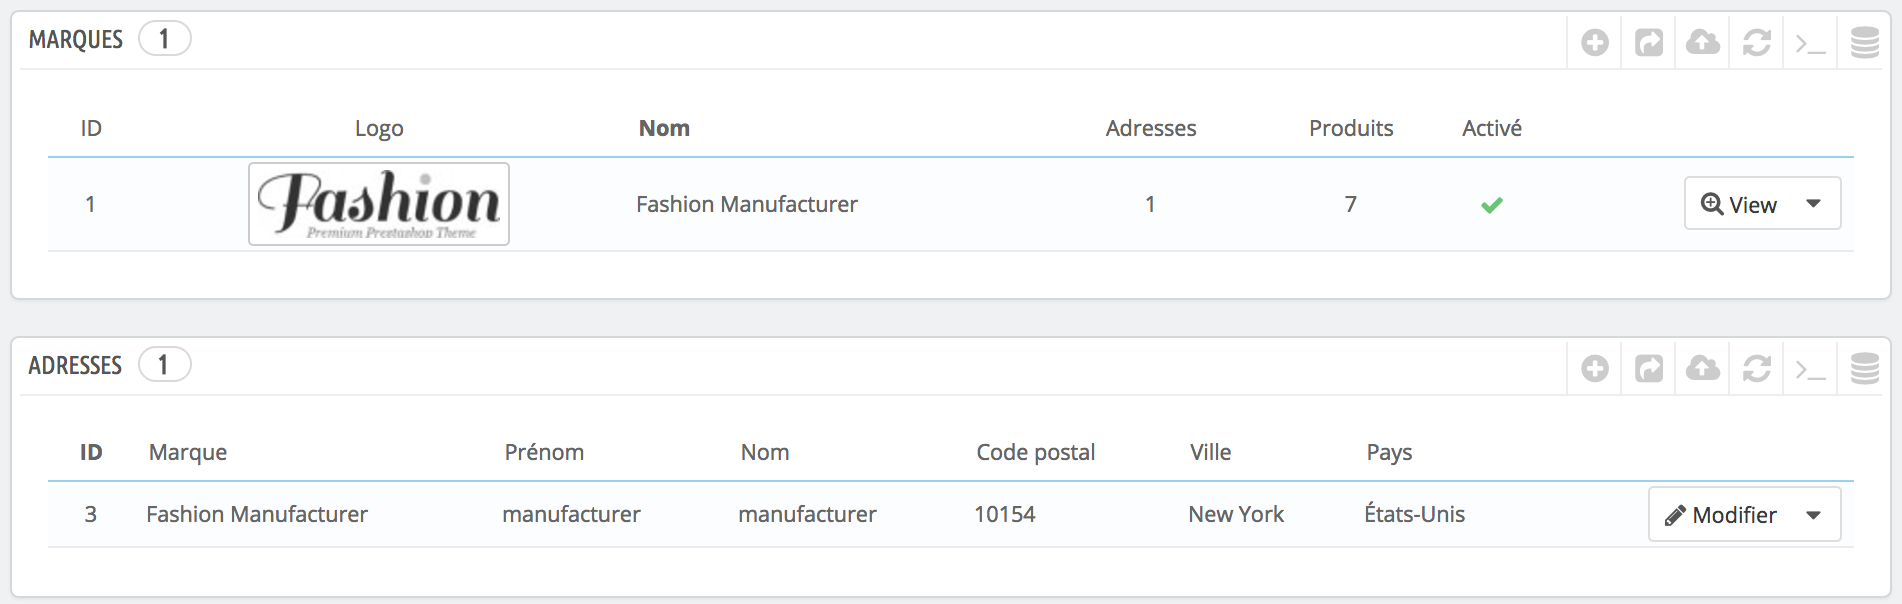 MARQUES 1
ID Logo Nom Adresses Produits Activé
1 Fashion Fashion Manufacturer 1 7 View
Premium Prestashop Theme
ADRESSES 1
ID Marque Prénom Nom Code postal Ville Pays
3 Fashion Manufacturer manufacturer manufacturer 10154 New York États-Unis Modifier